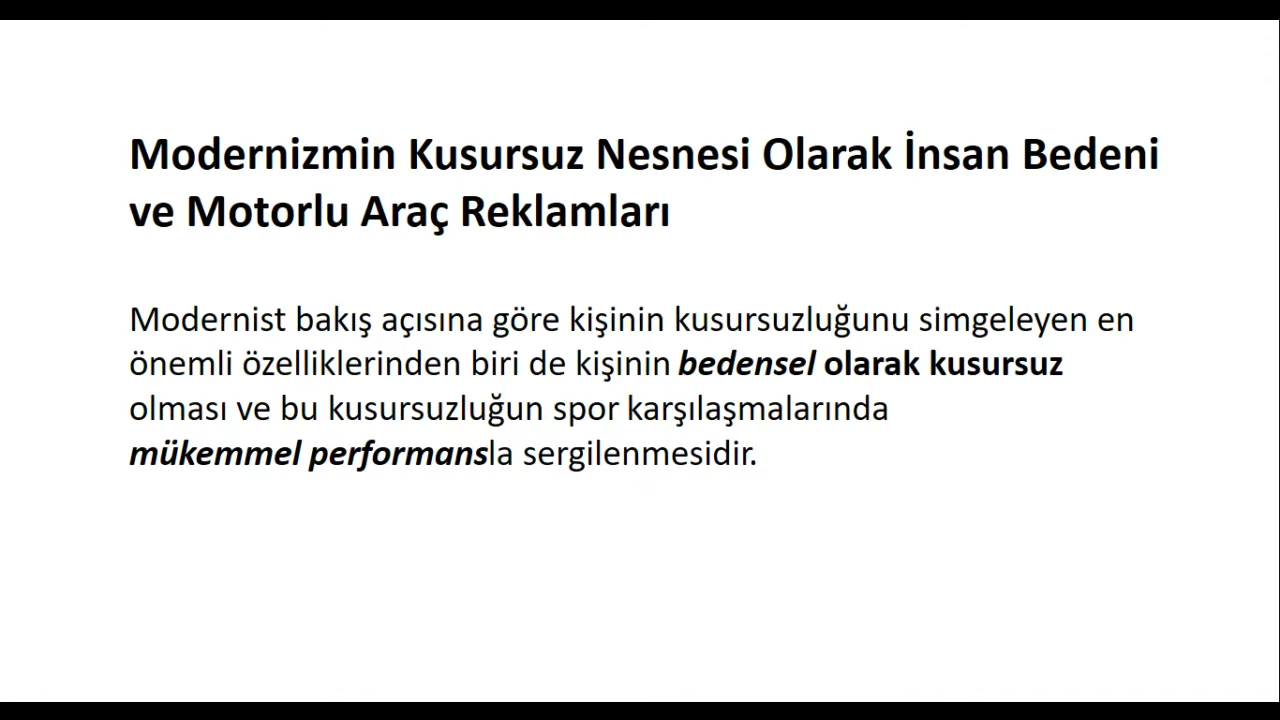 Modernizmin Kusursuz Nesnesi Olarak İnsan Bedeni
ve Motorlu Araç Reklamları
Modernist bakış açısına göre kişinin kusursuzluğunu simgeleyen en
önemli özelliklerinden biri de kişinin bedensel olarak kusursuz
olması ve bu kusursuzluğun spor karşılaşmalarında
mükemmel performansla sergilenmesidir.